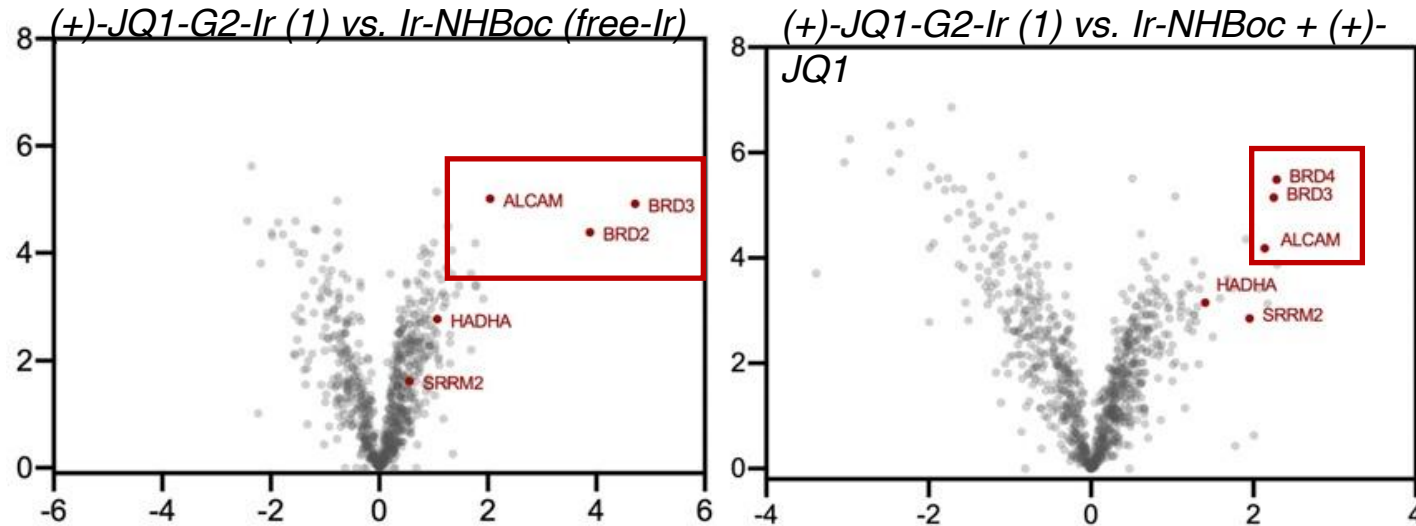 (+)-JQ1-G2-Ir (1) vs. Ir-NHBoc (free-Ir)
8
6
4
2
0
-6
-4
-2
0
2
4
6
ALCAM
BRD3
BRD2
HADHA
SRRM2
(+)-JQ1-G2-Ir (1) vs. Ir-NHBoc + (+)-
JQ1
8
6
4
2
0
-4
-2
0
2
4
BRD4
BRD3
ALCAM
HADHA
SRRM2